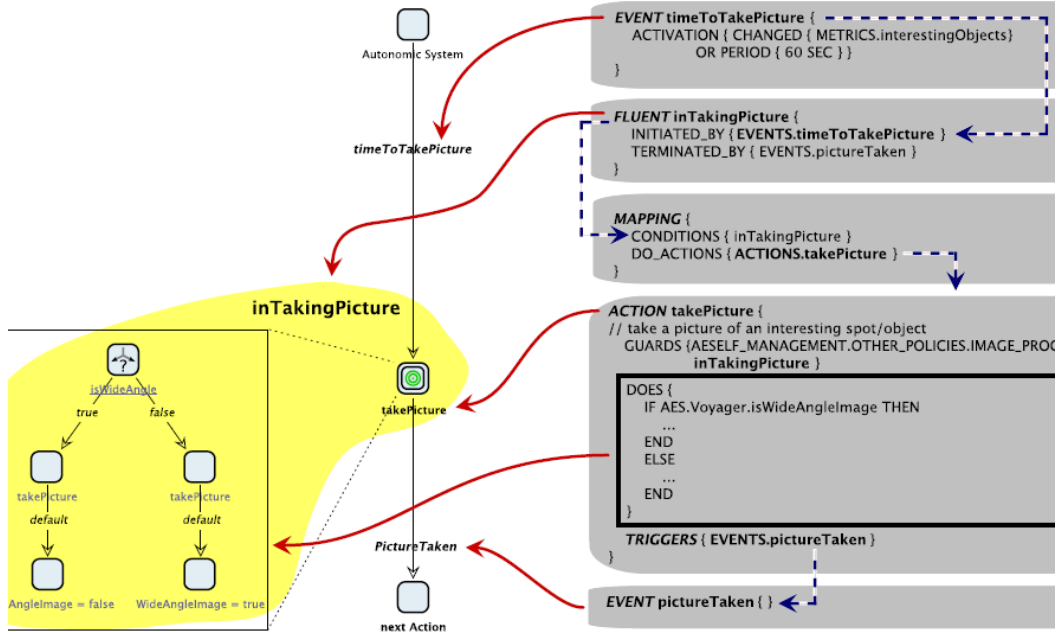 Autonomic System
timeToTakePicture
inTakingPicture
isWideAngle
true
false
takePicture
takePicture
takePicture
default
default
AngleImage = false
WideAngleImage = true
PictureTaken
next Action
EVENT timeToTakePicture {
ACTIVATION { CHANGED { METRICS.interestingObjects}
OR PERIOD { 60 SEC } }
}
FLUENT inTakingPicture {
INITIATED_BY { EVENTS.timeToTakePicture }
TERMINATED_BY { EVENTS.pictureTaken }
}
MAPPING {
CONDITIONS { inTakingPicture }
DO_ACTIONS { ACTIONS.takePicture }
}
ACTION takePicture {
// take a picture of an interesting spot/object
GUARDS {AESELF_MANAGEMENT.OTHER_POLICIES.IMAGE_PROC
inTakingPicture }
DOES {
IF AES.Voyager.isWideAngleImage THEN
...
END
ELSE
...
END
}
TRIGGERS { EVENTS.pictureTaken }
}
EVENT pictureTaken { }